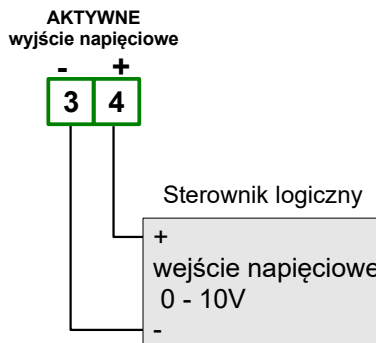 AKTYWNE
wyjście napięciowe
- +
3 4
Sterownik logiczny
+
wejście napięciowe
0 - 10V
-